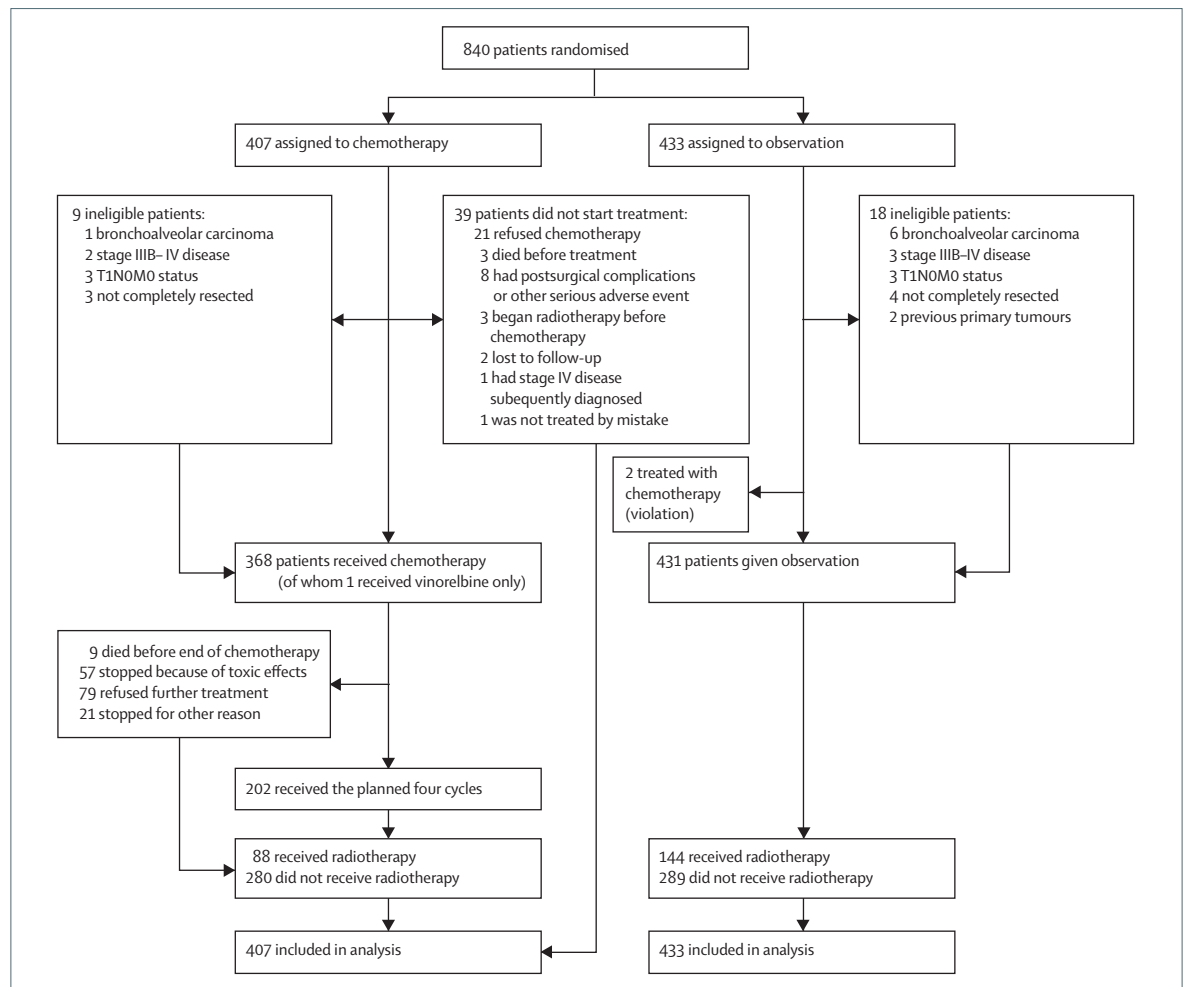 840 patients randomised
407 assigned to chemotherapy
433 assigned to observation
9 ineligible patients:
1 bronchoalveolar carcinoma
2 stage IIIB– IV disease
3 T1N0M0 status
3 not completely resected
39 patients did not start treatment:
21 refused chemotherapy
3 died before treatment
8 had postsurgical complications
or other serious adverse event
3 began radiotherapy before
chemotherapy
2 lost to follow-up
1 had stage IV disease
subequently diagnosed
1 was not treated by mistake
18 ineligible patients:
6 bronchoalveolar carcinoma
3 stage IIIB–IV disease
3 T1N0M0 status
4 not completely resected
2 previous primary tumours
2 treated with
chemotherapy
(violation)
368 patients received chemotherapy
(of whom 1 received vinorelbine only)
431 patients given observation
9 died before end of chemotherapy
57 stopped because of toxic effects
79 refused further treatment
21 stopped for other reason
202 received the planned four cycles
88 received radiotherapy
280 did not receive radiotherapy
144 received radiotherapy
289 did not receive radiotherapy
407 included in analysis
433 included in analysis